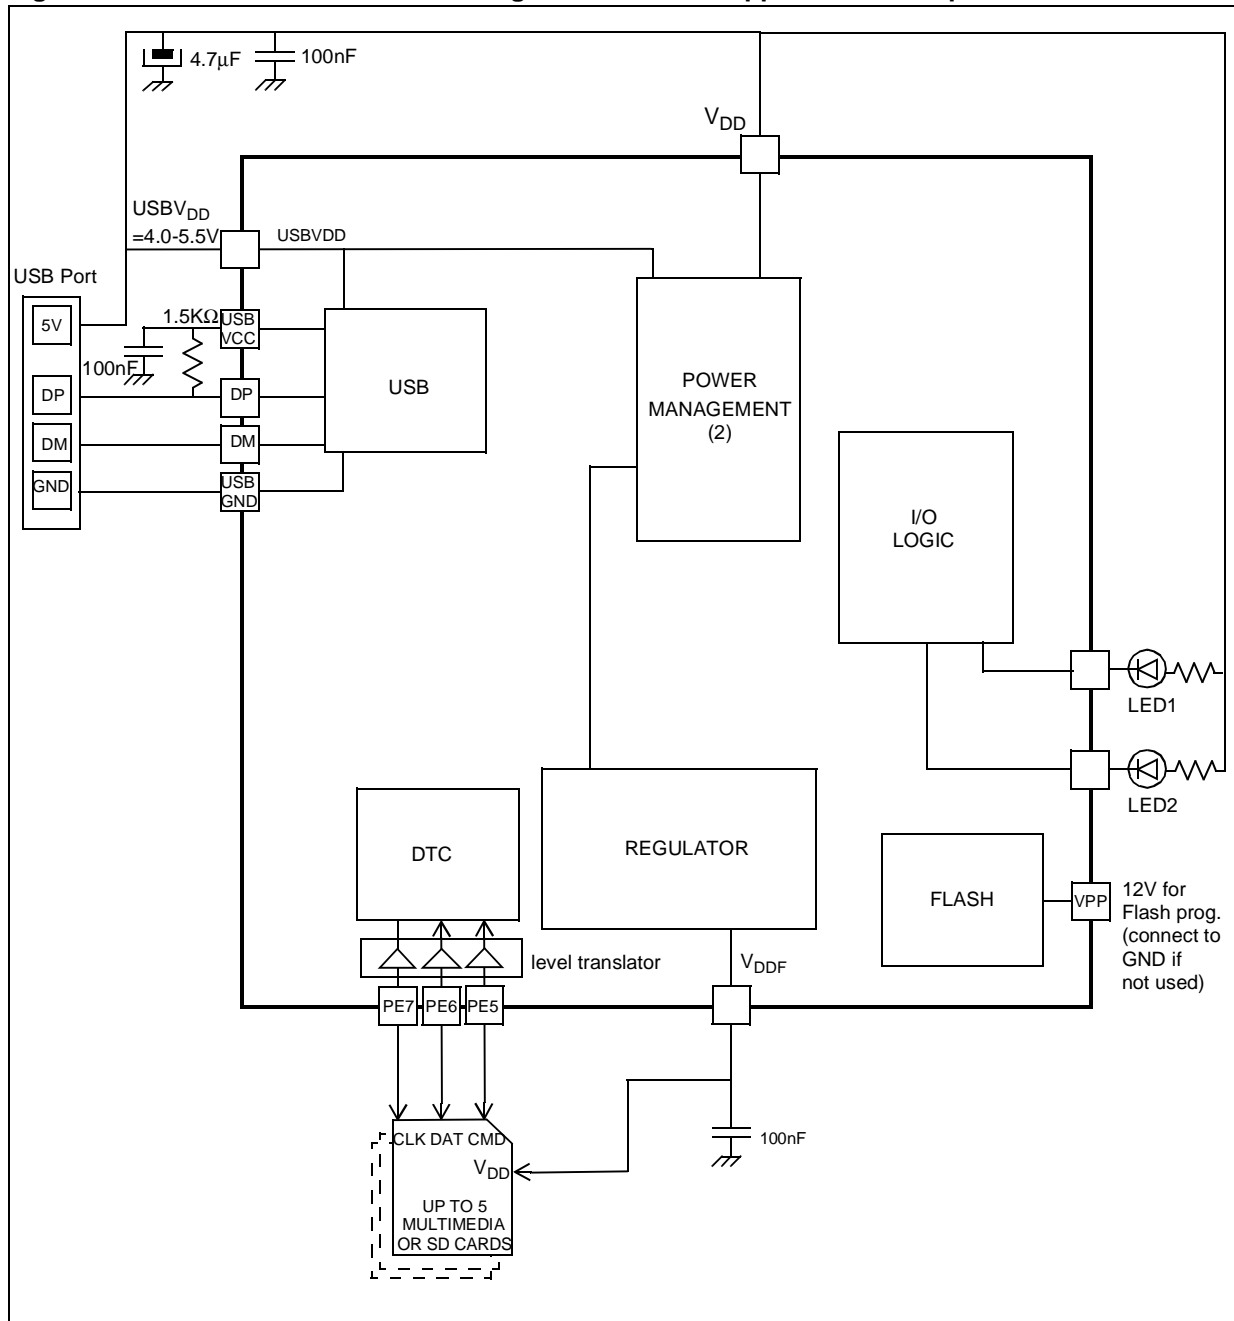 4.7µF
100nF
VDD
USBVDD
=4.0-5.5V
USBVDD
USB Port
5V
1.5KΩ
USB
VCC
100nF
DP
DP
DM
DM
GND
USB
GND
USB
POWER
MANAGEMENT
(2)
I/O
LOGIC
LED1
LED2
DTC
REGULATOR
FLASH
VPP
12V for
Flash prog.
(connect to
GND if
not used)
level translator
VDDF
PE7
PE6
PE5
CLK DAT CMD
VDD
100nF
UP TO 5
MULTIMEDIA
OR SD CARDS